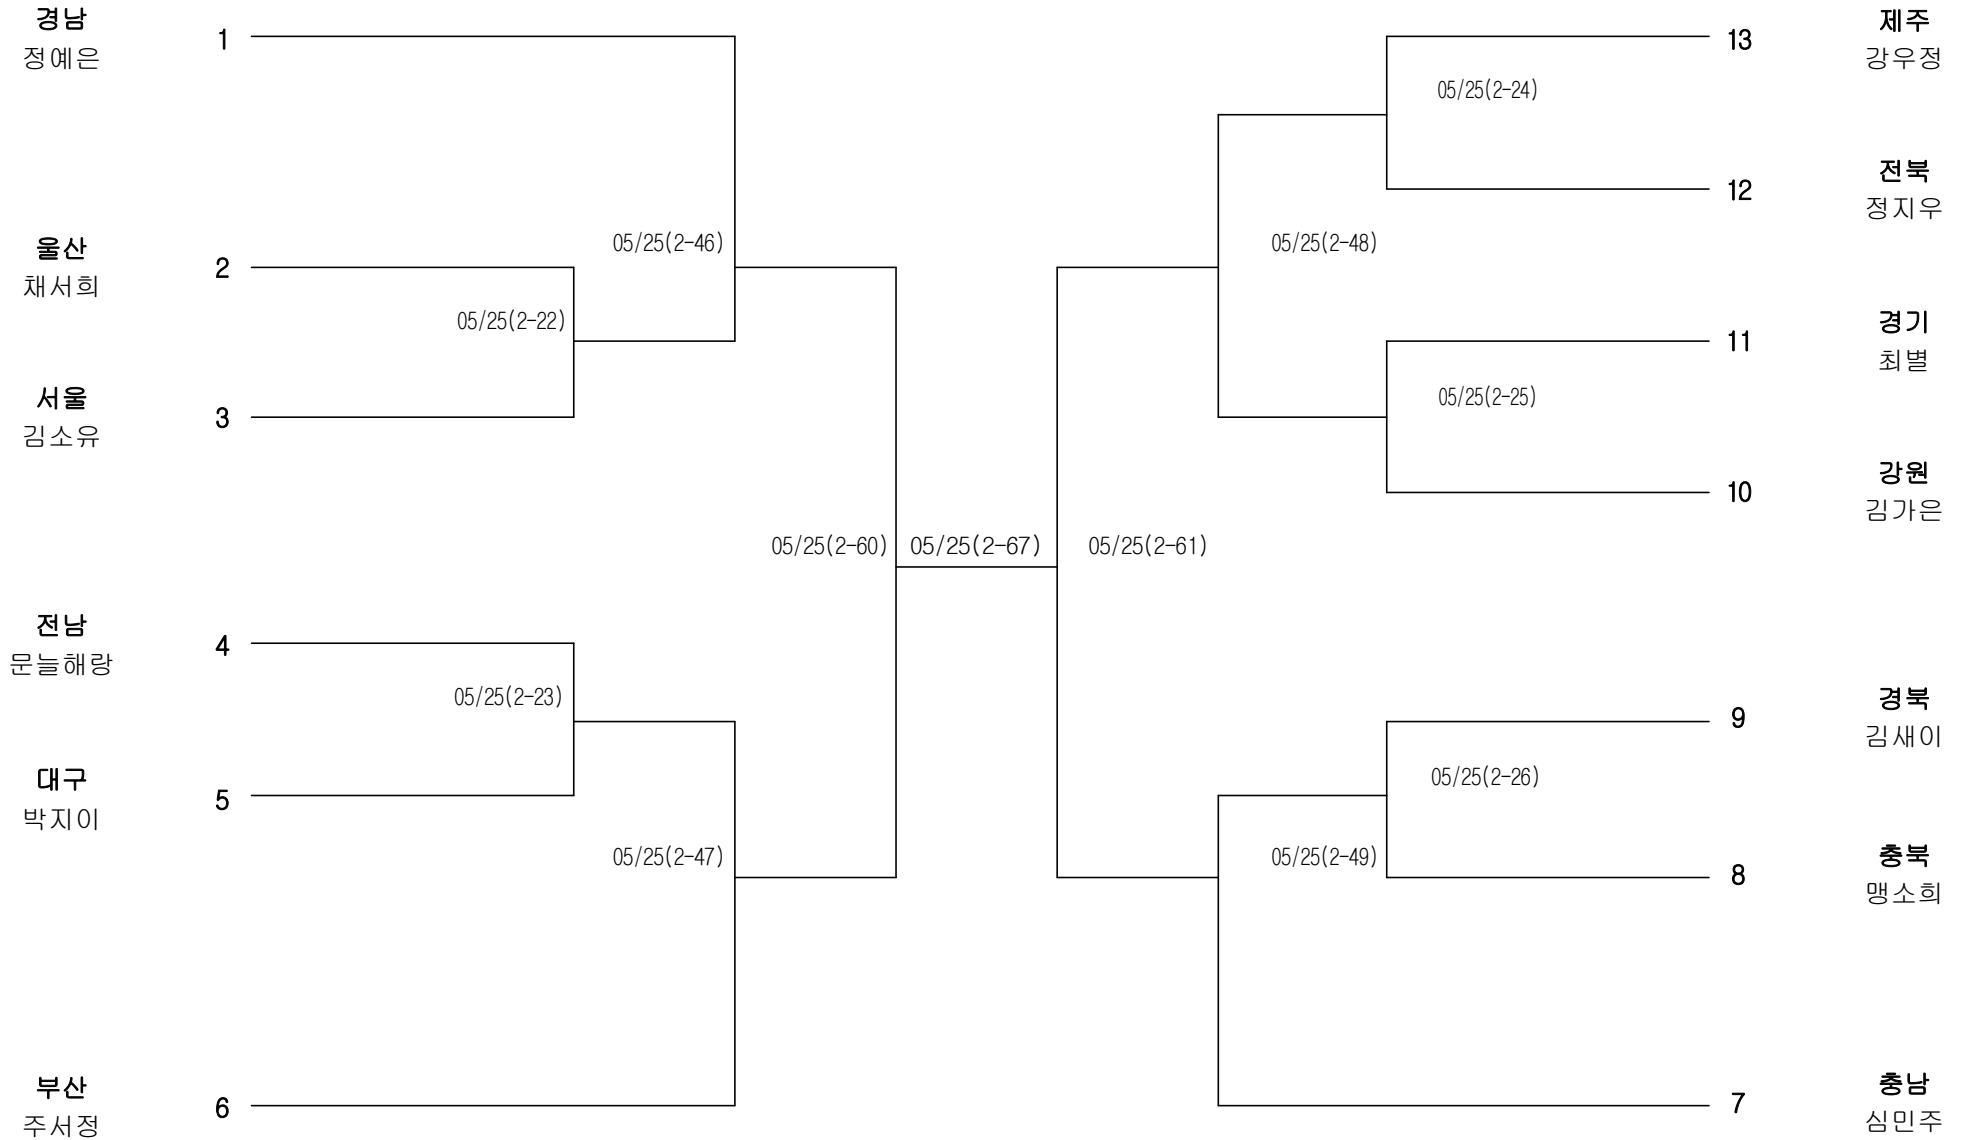 경남
정예은
1
울산
채서희
2
서울
김소유
3
전남
문늘해랑
4
대구
박지이
5
부산
주서정
6
05/25(2-22)
05/25(2-23)
05/25(2-46)
05/25(2-47)
05/25(2-60)
05/25(2-67)
05/25(2-61)
05/25(2-48)
05/25(2-49)
05/25(2-24)
05/25(2-25)
05/25(2-26)
13
제주
강우정
12
전북
정지우
11
경기
최별
10
강원
김가은
9
경북
김새이
8
충북
맹소희
7
충남
심민주